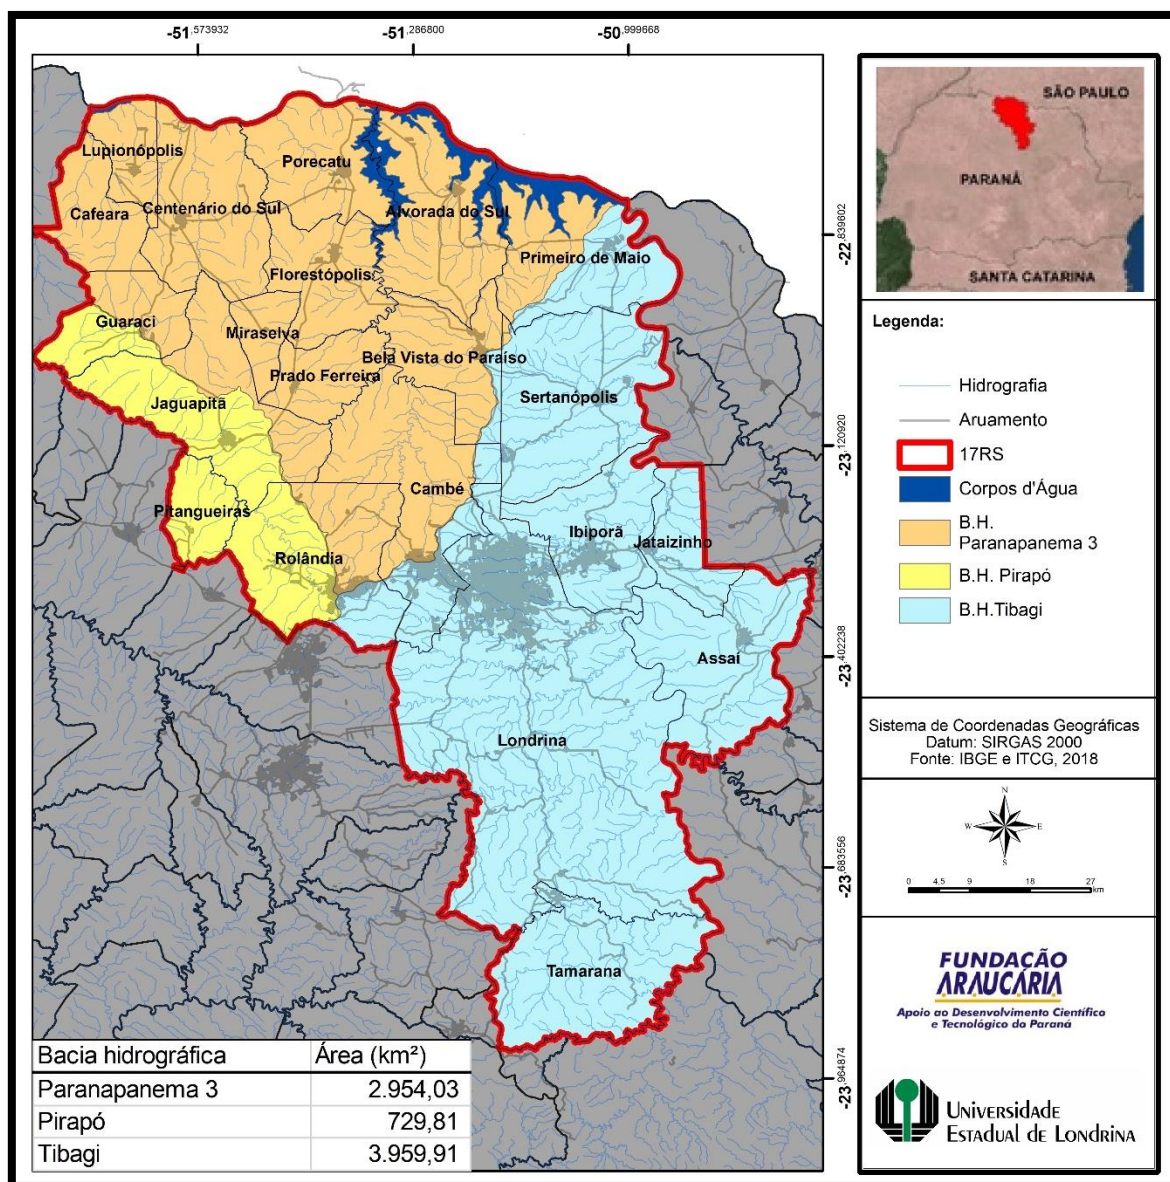 -51,573932
-51,286800
-50,999668
Lupionópolis
Porecatu
Cafeara
Centenário do Sul
Alvorada do Sul
Florestópolis
Primeiro de Maio
Guaraci
Miraselva
Bela Vista do Paraíso
Prado Ferreira
Jaguapitã
Sertanópolis
Pitangueiras
Cambé
Rolândia
Ibiporã
Jataizinho
Assaí
Londrina
Tamarana
-22,839602
-23,120920
-23,402238
-23,683556
-23,964874
Bacia hidrográfica Área (km²)
Paranapanema 3 2.954,03
Pirapó 729,81
Tibagi 3.959,91
SÃO PAULO
PARANÁ
SANTA CATARINA
Legenda:
Hidrografia
Aruamento
17RS
Corpos d'Água
B.H.
Paranapanema 3
B.H. Pirapó
B.H.Tibagi
Sistema de Coordenadas Geográficas
Datum: SIRGAS 2000
Fonte: IBGE e ITCG, 2018
N
W E
S
0 4,5 9 18 27
km
FUNDAÇÃO
ARAUCÁRIA
Apoio ao Desenvolvimento Científico
e Tecnológico do Paraná
UNIVERSIDADE
ESTADUAL DE LONDRINA